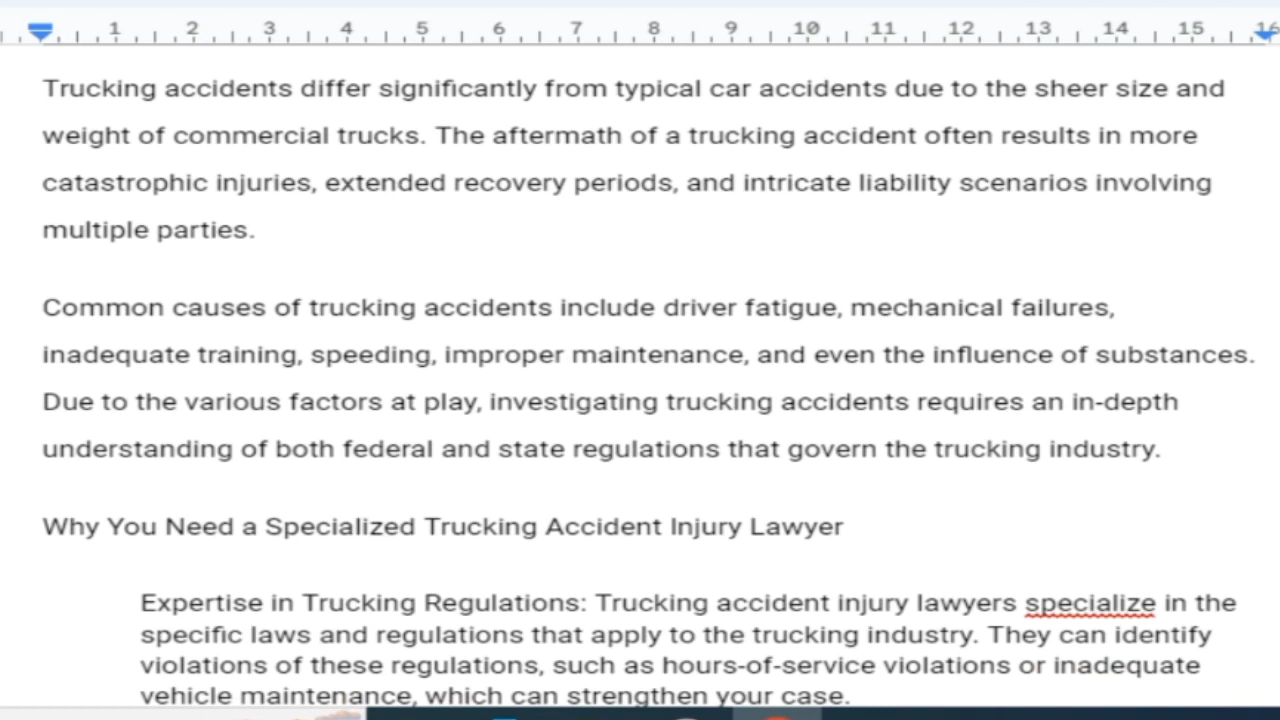 1 2 3 4 5 6 7 8 9 10 11 12 13 14 15 16
Trucking accidents differ significantly from typical car accidents due to the sheer size and
weight of commercial trucks. The aftermath of a trucking accident often results in more
catastrophic injuries, extended recovery periods, and intricate liability scenarios involving
multiple parties.
Common causes of trucking accidents include driver fatigue, mechanical failures,
inadequate training, speeding, improper maintenance, and even the influence of substances.
Due to the various factors at play, investigating trucking accidents requires an in-depth
understanding of both federal and state regulations that govern the trucking industry.
Why You Need a Specialized Trucking Accident Injury Lawyer
Expertise in Trucking Regulations: Trucking accident injury lawyers specialize in the
specific laws and regulations that apply to the trucking industry. They can identify
violations of these regulations, such as hours-of-service violations or inadequate
vehicle maintenance, which can strengthen your case.